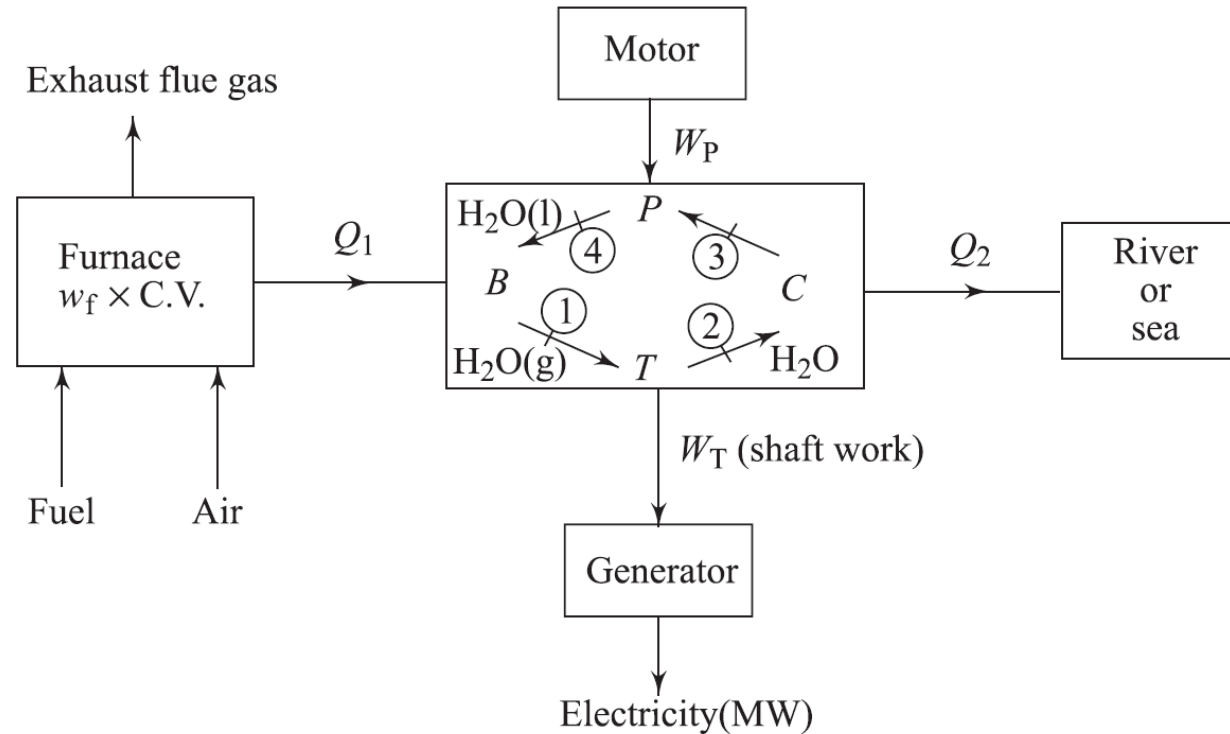 Motor
Exhaust flue gas
W_P
H₂O(l)
P
4
3
Furnace
w_f × C.V.
Q₁
B
C
Q₂
River
or
sea
1
2
H₂O(g)
T
H₂O
W_T (shaft work)
Fuel
Air
Generator
Electricity(MW)